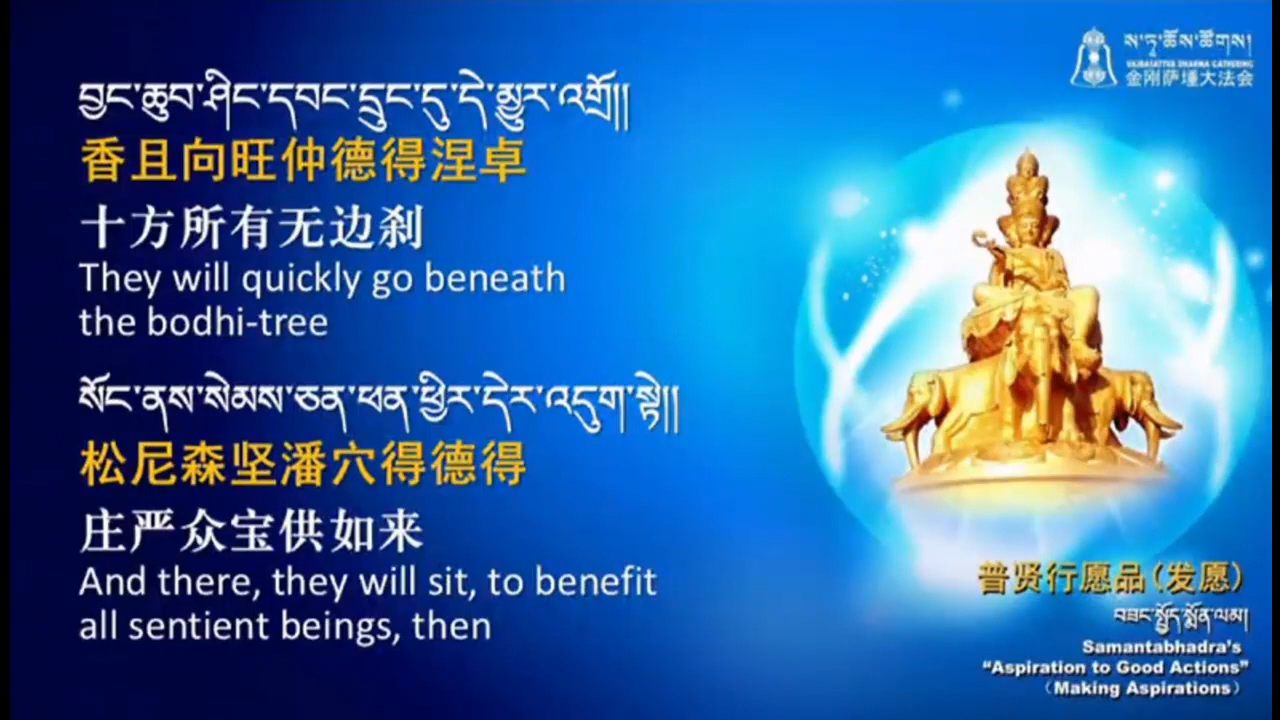 བྱང་ཆུབ་ཤིང་དབང་དྲུང་དུ་དེ་མྱུར་འགྲོ།།
香且向旺仲德得涅卓
十方所有无边刹
They will quickly go beneath
the bodhi-tree
སོང་ནས་སེམས་ཅན་ཕན་ཕྱིར་དེར་འདུག་སྟེ།།
松尼森坚潘穴得德得
庄严众宝供如来
And there, they will sit, to benefit
all sentient beings, then
ས་ཏྭ་ཆོས་ཚོགས།
VAJRASATTVA DHARMA GATHERING
金刚萨埵大法会
普贤行愿品（发愿）
བཟང་སྤྱོད་སྨོན་ལམ།
Samantabhadra's
“Aspiration to Good Actions”
（Making Aspirations）